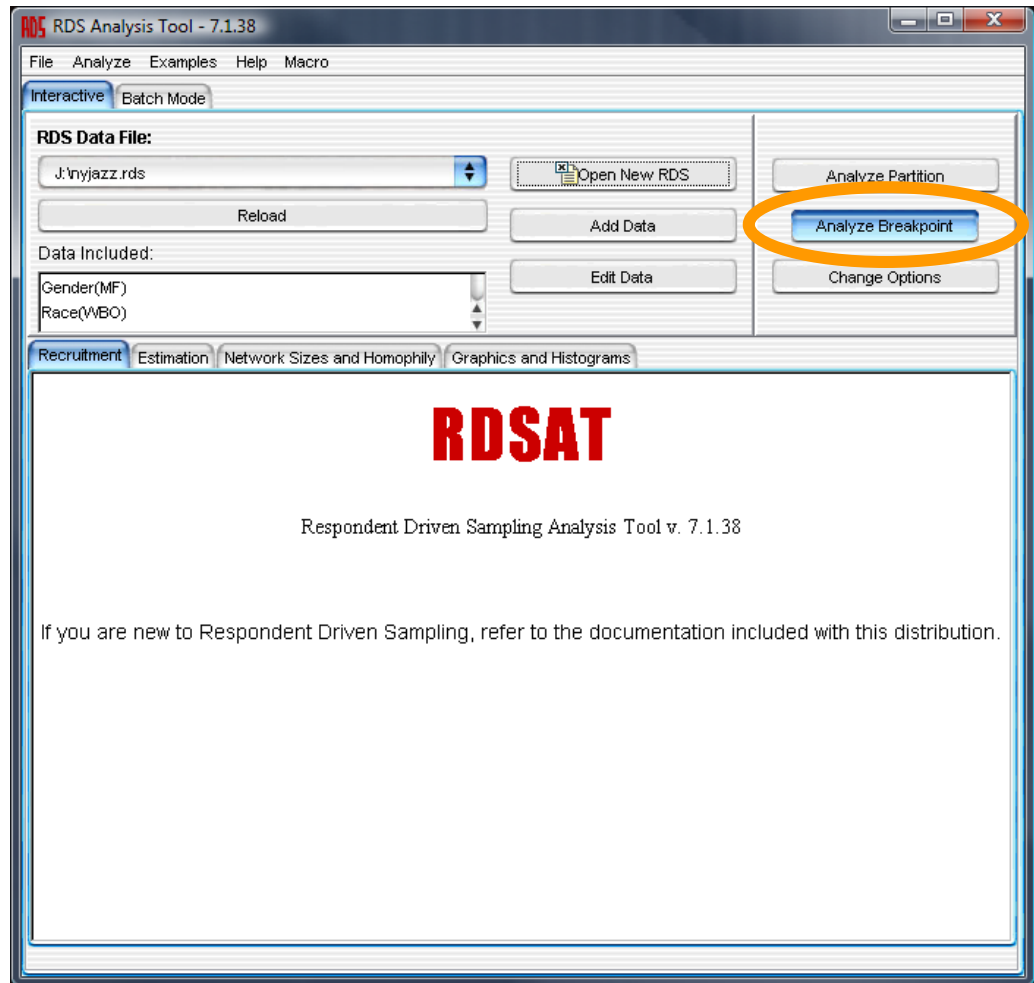 RDS RDS Analysis Tool - 7.1.38
File Analyze Examples Help Macro
Interactive Batch Mode
RDS Data File:
J:\nyjazz.rds
Open New RDS
Analyze Partition
Reload
Add Data
Analyze Breakpoint
Data Included:
Edit Data
Change Options
Gender(MF)
Race(WBO)
Recruitment Estimation Network Sizes and Homophily Graphics and Histograms
RDSAT
Respondent Driven Sampling Analysis Tool v. 7.1.38
If you are new to Respondent Driven Sampling, refer to the documentation included with this distribution.